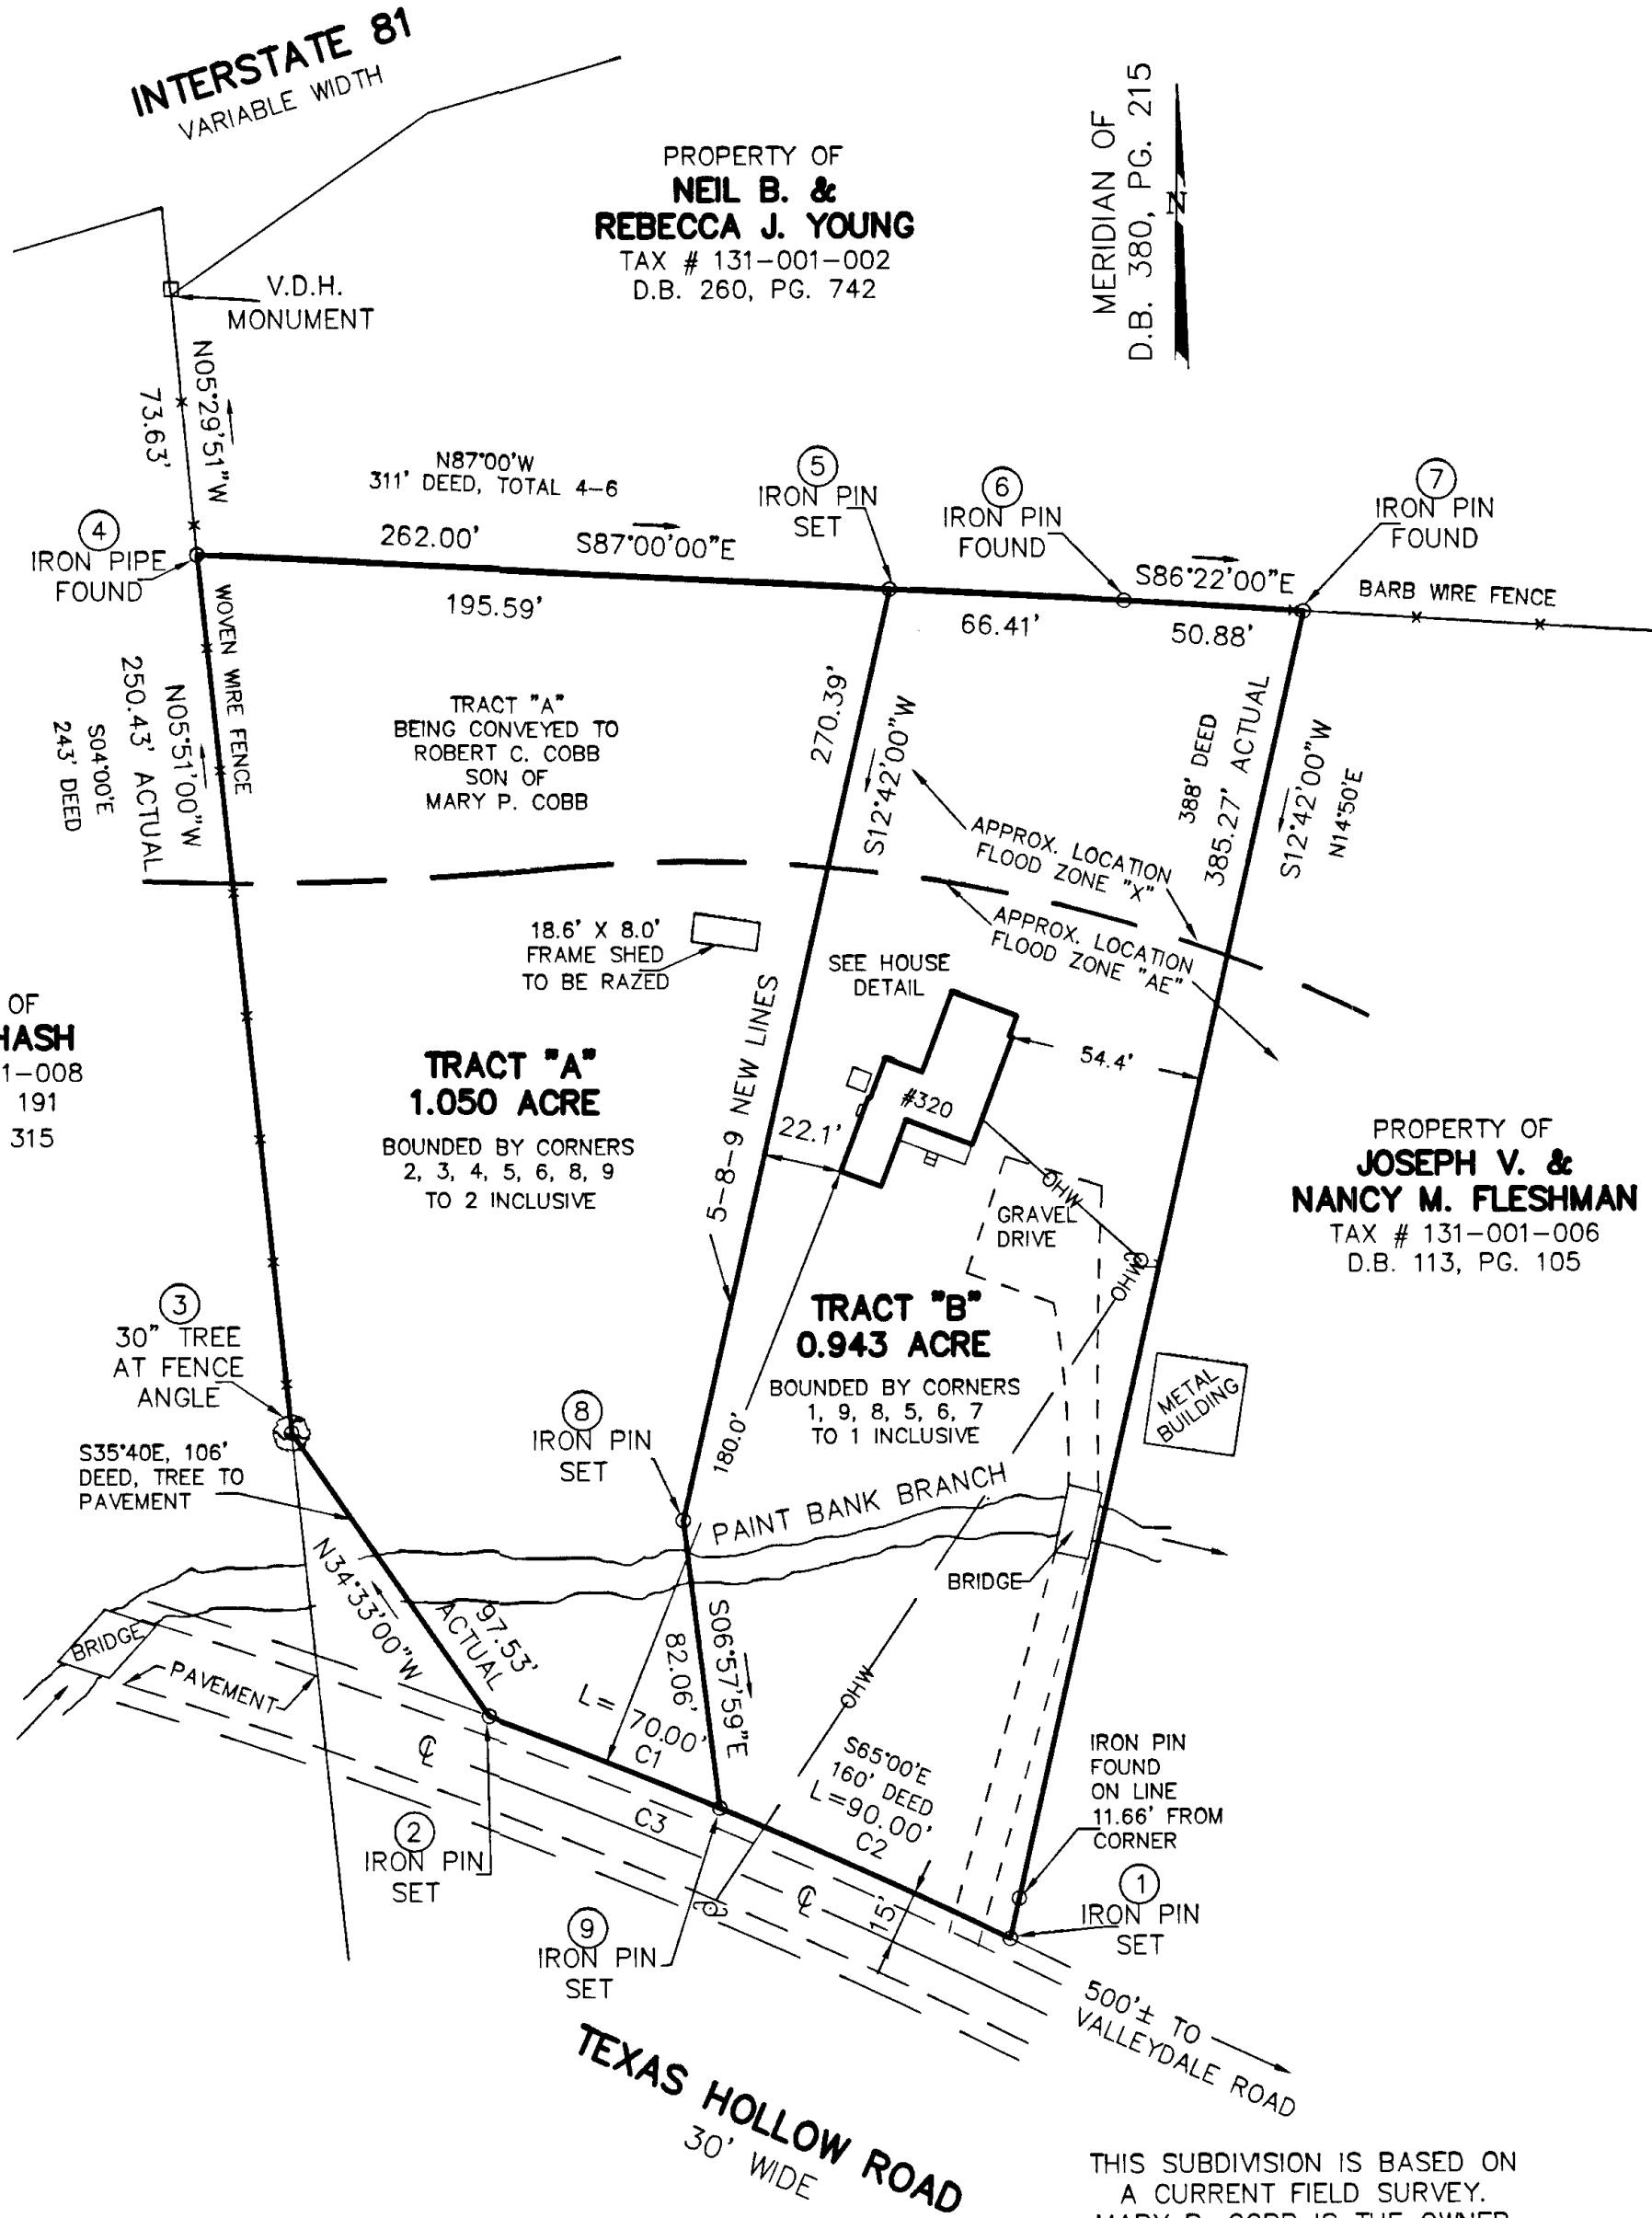 INTERSTATE 81
VARIABLE WIDTH
PROPERTY OF
NEIL B. &
REBECCA J. YOUNG
TAX # 131-001-002
D.B. 260, PG. 742
MERIDIAN OF
D.B. 380, PG. 215
N
V.D.H.
MONUMENT
N05°29'51"W
73.63'
N87°00'W
311' DEED, TOTAL 4-6
262.00'
S87°00'00"E
195.59'
4
IRON PIPE
FOUND
5
IRON PIN
SET
6
IRON PIN
FOUND
7
IRON PIN
FOUND
S86°22'00"E
66.41'
50.88'
BARB WIRE FENCE
WOVEN WIRE FENCE
N05°51'00"W
250.43' ACTUAL
S04°00'E
243' DEED
TRACT "A"
BEING CONVEYED TO
ROBERT C. COBB
SON OF
MARY P. COBB
270.39'
S12°42'00"W
388' DEED
385.27' ACTUAL
S12°42'00"W
N14°50'E
APPROX. LOCATION
FLOOD ZONE "X"
APPROX. LOCATION
FLOOD ZONE "AE"
18.6' X 8.0'
FRAME SHED
TO BE RAZED
SEE HOUSE
DETAIL
OF
HASH
1-008
191
315
TRACT "A"
1.050 ACRE
BOUNDED BY CORNERS
2, 3, 4, 5, 6, 8, 9
TO 2 INCLUSIVE
5-8-9 NEW LINES
54.4'
#320
22.1'
OHW
GRAVEL
DRIVE
OHW
PROPERTY OF
JOSEPH V. &
NANCY M. FLESHMAN
TAX # 131-001-006
D.B. 113, PG. 105
3
30" TREE
AT FENCE
ANGLE
TRACT "B"
0.943 ACRE
BOUNDED BY CORNERS
1, 9, 8, 5, 6, 7
TO 1 INCLUSIVE
180.0'
METAL
BUILDING
8
IRON PIN
SET
S35°40E, 106'
DEED, TREE TO
PAVEMENT
PAINT BANK BRANCH
BRIDGE
N34°33'00"W
97.53'
ACTUAL
S06°57'59"E
82.06'
BRIDGE
PAVEMENT
OHW
L= 70.00'
C1
S65°00'E
160' DEED
L=90.00'
C2
IRON PIN
FOUND
ON LINE
11.66' FROM
CORNER
℄
C3
2
IRON PIN
SET
℄
15'
1
IRON PIN
SET
9
IRON PIN
SET
500'± TO
VALLEYDALE ROAD
TEXAS HOLLOW ROAD
30' WIDE
THIS SUBDIVISION IS BASED ON
A CURRENT FIELD SURVEY.
MARY P. COBB IS THE OWNER